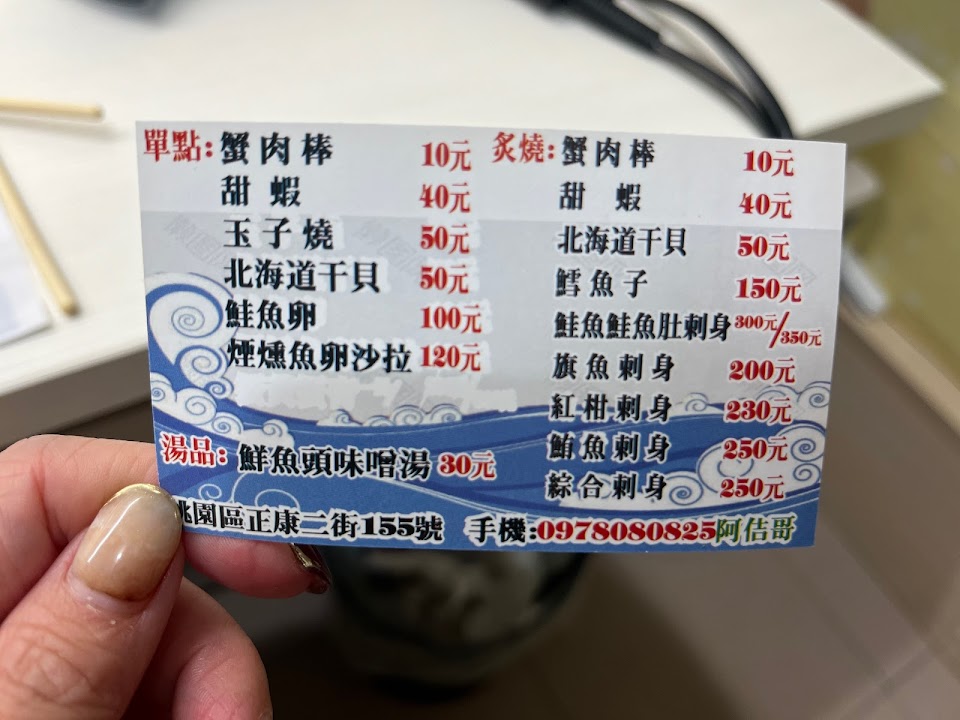 單點:蟹肉棒 10元
甜蝦 40元
玉子燒 50元
北海道干貝 50元
鮭魚卵 100元
煙燻魚卵沙拉 120元
湯品:鮮魚頭味噌湯 30元
炙燒:蟹肉棒 10元
甜蝦 40元
北海道干貝 50元
鱈魚子 150元
鮭魚鮭魚肚刺身 300元/350元
旗魚刺身 200元
紅柑刺身 230元
鮪魚刺身 250元
綜合刺身 250元
桃園區正康二街155號 手機:0978080825阿佶哥